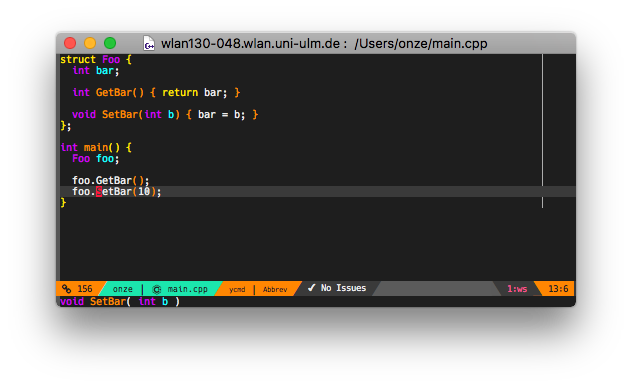 wlan130-048.wlan.uni-ulm.de : /Users/onze/main.cpp
struct Foo {
int bar;
int GetBar() { return bar; }
void SetBar(int b) { bar = b; }
};
int main() {
Foo foo;
foo.GetBar();
foo.SetBar(10);
}
156 onze | main.cpp ycmd | Abbrev ✓ No Issues 1:ws 13:6
void SetBar( int b )